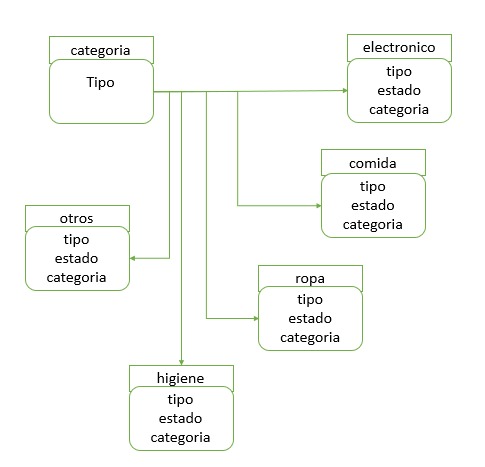 categoria
Tipo
electronico
tipo
estado
categoria
comida
tipo
estado
categoria
otros
tipo
estado
categoria
ropa
tipo
estado
categoria
higiene
tipo
estado
categoria